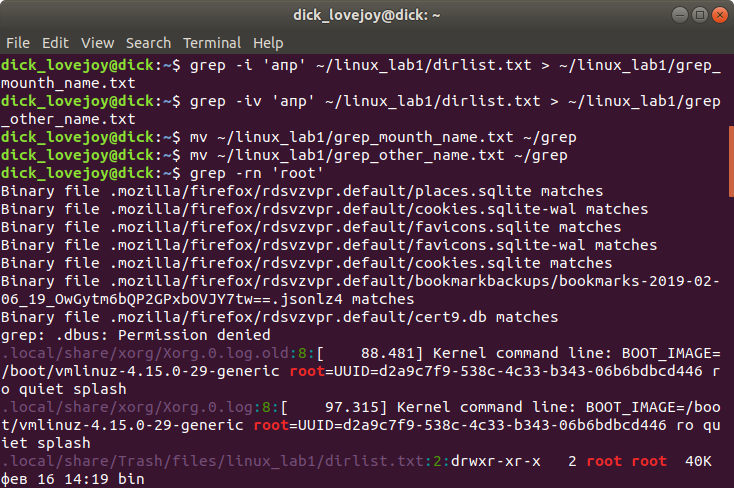 dick_lovejoy@dick: ~
File Edit View Search Terminal Help
dick_lovejoy@dick:~$ grep -i 'апр' ~/linux_lab1/dirlist.txt > ~/linux_lab1/grep_
mounth_name.txt
dick_lovejoy@dick:~$ grep -iv 'апр' ~/linux_lab1/dirlist.txt > ~/linux_lab1/grep
_other_name.txt
dick_lovejoy@dick:~$ mv ~/linux_lab1/grep_mounth_name.txt ~/grep
dick_lovejoy@dick:~$ mv ~/linux_lab1/grep_other_name.txt ~/grep
dick_lovejoy@dick:~$ grep -rn 'root'
Binary file .mozilla/firefox/rdsvzvpr.default/places.sqlite matches
Binary file .mozilla/firefox/rdsvzvpr.default/cookies.sqlite-wal matches
Binary file .mozilla/firefox/rdsvzvpr.default/favicons.sqlite matches
Binary file .mozilla/firefox/rdsvzvpr.default/favicons.sqlite-wal matches
Binary file .mozilla/firefox/rdsvzvpr.default/cookies.sqlite matches
Binary file .mozilla/firefox/rdsvzvpr.default/bookmarkbackups/bookmarks-2019-02-
06_19_OwGytm6bQP2GPxbOVJY7tw==.jsonlz4 matches
Binary file .mozilla/firefox/rdsvzvpr.default/cert9.db matches
grep: .dbus: Permission denied
.local/share/xorg/Xorg.0.log.old:8:[    88.481] Kernel command line: BOOT_IMAGE=
/boot/vmlinuz-4.15.0-29-generic root=UUID=d2a9c7f9-538c-4c33-b343-06b6bdbcd446 r
o quiet splash
.local/share/xorg/Xorg.0.log:8:[    97.315] Kernel command line: BOOT_IMAGE=/boo
t/vmlinuz-4.15.0-29-generic root=UUID=d2a9c7f9-538c-4c33-b343-06b6bdbcd446 ro qu
iet splash
.local/share/Trash/files/linux_lab1/dirlist.txt:2:drwxr-xr-x   2 root root  40K
фев 16 14:19 bin